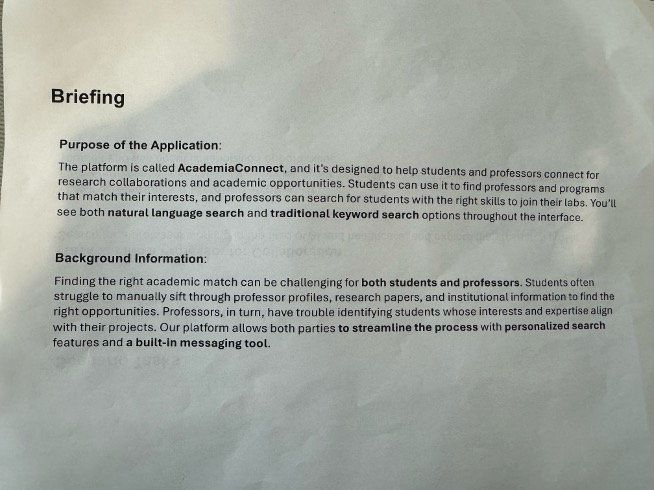 Briefing
Purpose of the Application:
The platform is called AcademiaConnect, and it's designed to help students and professors connect for
research collaborations and academic opportunities. Students can use it to find professors and programs
that match their interests, and professors can search for students with the right skills to join their labs. You'll
see both natural language search and traditional keyword search options throughout the interface.
Background Information:
Finding the right academic match can be challenging for both students and professors. Students often
struggle to manually sift through professor profiles, research papers, and institutional information to find the
right opportunities. Professors, in turn, have trouble identifying students whose interests and expertise align
with their projects. Our platform allows both parties to streamline the process with personalized search
features and a built-in messaging tool.